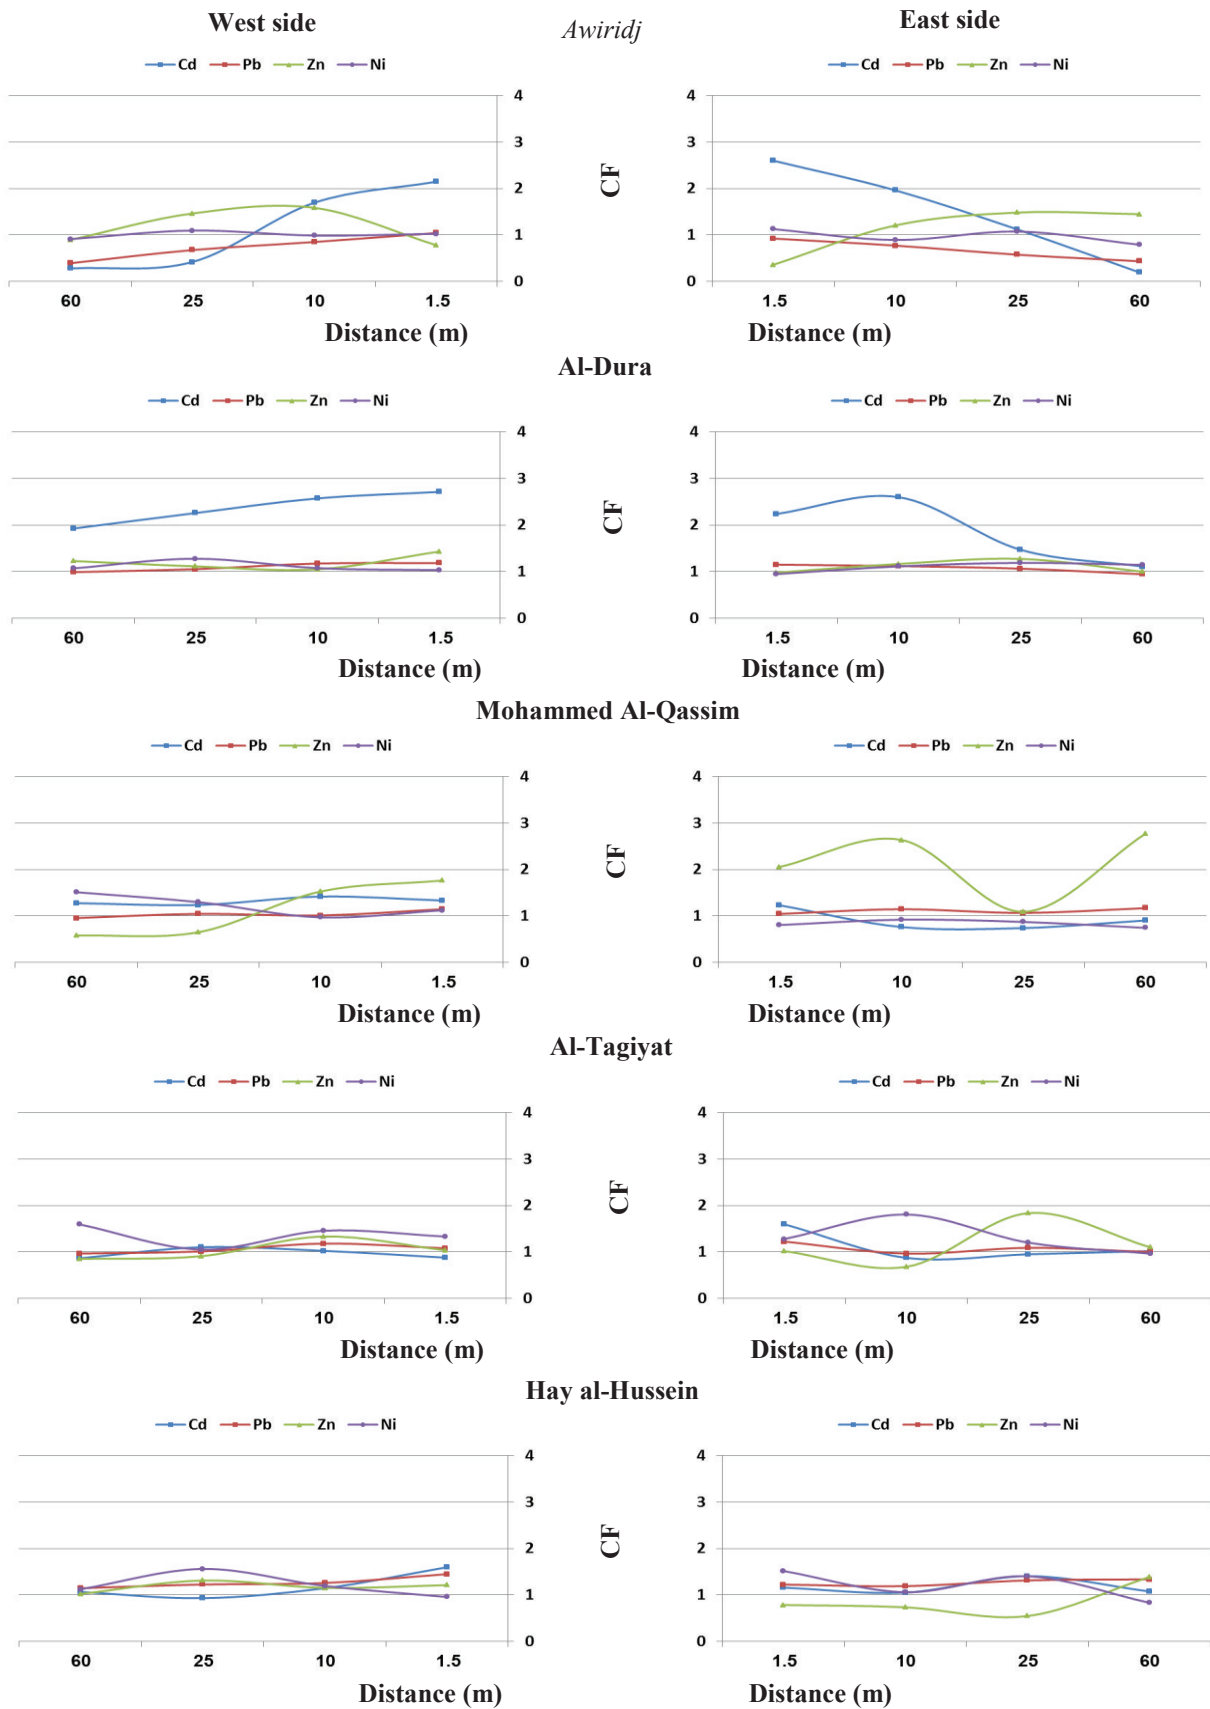 West side
Awiridj
East side
Cd Pb Zn Ni
Cd Pb Zn Ni
4
3
2
1
0
60 25 10 1.5
Distance (m)
CF
4
3
2
1
0
1.5 10 25 60
Distance (m)
Al-Dura
Cd Pb Zn Ni
Cd Pb Zn Ni
4
3
2
1
0
60 25 10 1.5
Distance (m)
CF
4
3
2
1
0
1.5 10 25 60
Distance (m)
Mohammed Al-Qassim
Cd Pb Zn Ni
Cd Pb Zn Ni
4
3
2
1
0
60 25 10 1.5
Distance (m)
CF
4
3
2
1
0
1.5 10 25 60
Distance (m)
Al-Tagiyat
Cd Pb Zn Ni
Cd Pb Zn Ni
4
3
2
1
0
60 25 10 1.5
Distance (m)
CF
4
3
2
1
0
1.5 10 25 60
Distance (m)
Hay al-Hussein
Cd Pb Zn Ni
Cd Pb Zn Ni
4
3
2
1
0
60 25 10 1.5
Distance (m)
CF
4
3
2
1
0
1.5 10 25 60
Distance (m)